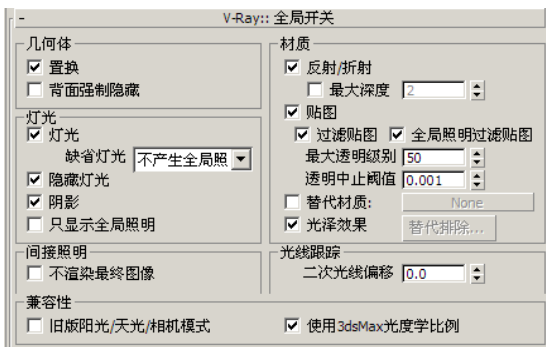 - V-Ray:: 全局开关
几何体
置换
背面强制隐藏
灯光
灯光
缺省灯光 不产生全局照
隐藏灯光
阴影
只显示全局照明
间接照明
不渲染最终图像
材质
反射/折射
最大深度 2
贴图
过滤贴图 全局照明过滤贴图
最大透明级别 50
透明中止阈值 0.001
替代材质: None
光泽效果 替代排除...
光线跟踪
二次光线偏移 0.0
兼容性
旧版阳光/天光/相机模式 使用3dsMax光度学比例